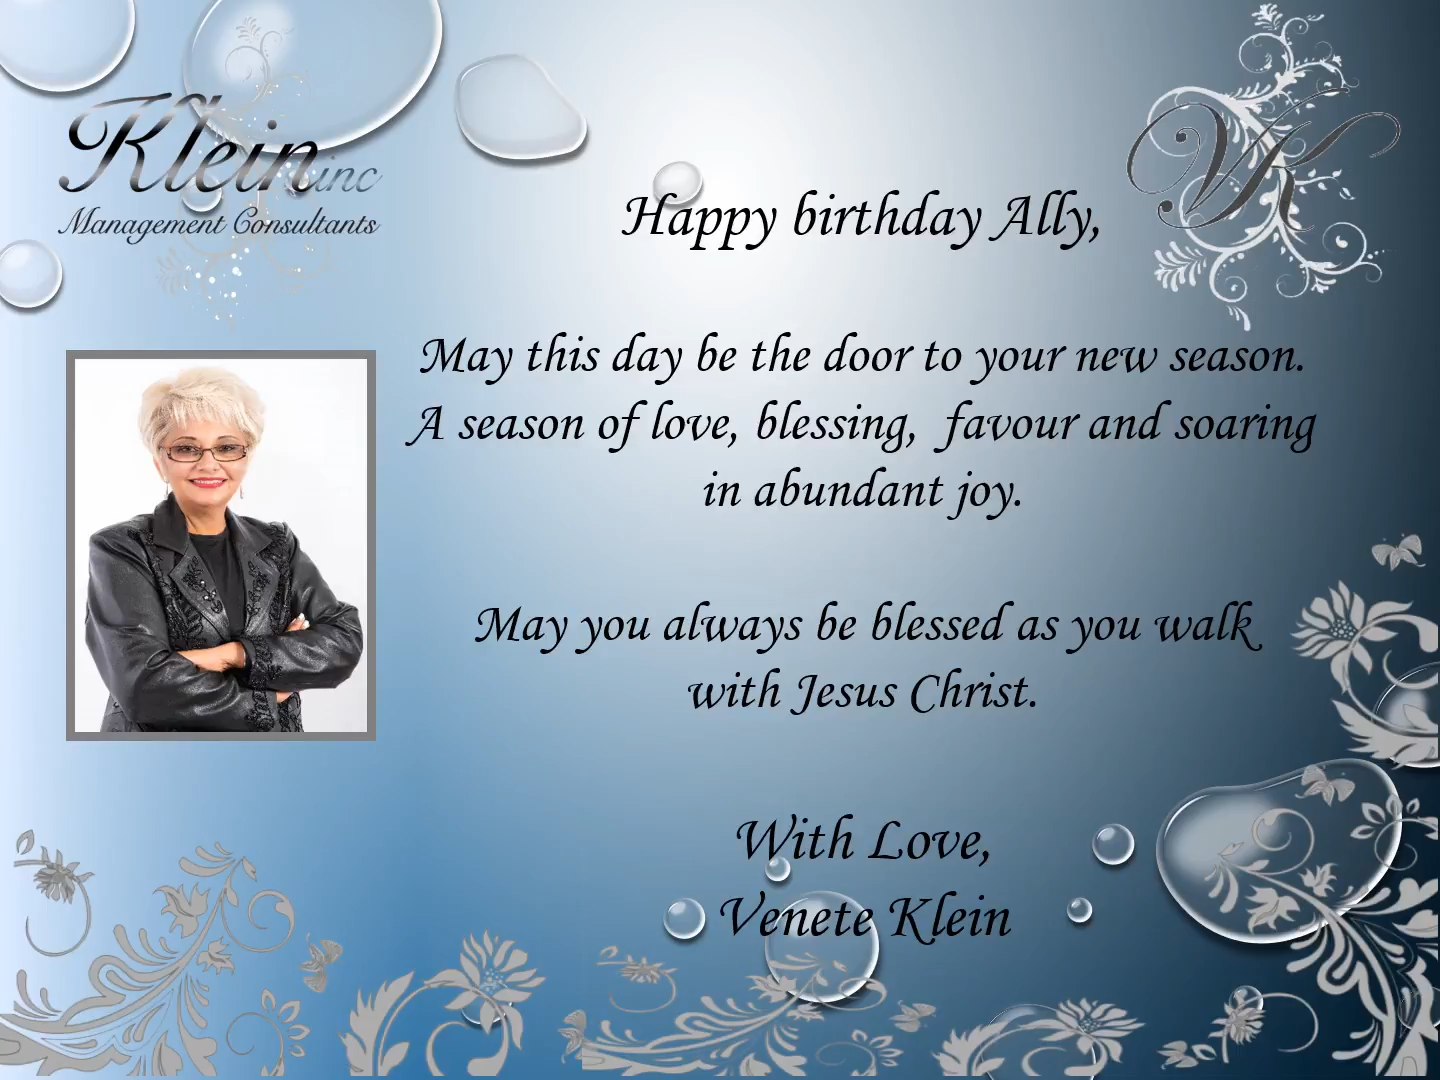 Klein inc
Management Consultants
VK
Happy birthday Ally,
May this day be the door to your new season.
A season of love, blessing,  favour and soaring
in abundant joy.
May you always be blessed as you walk
with Jesus Christ.
With Love,
Venete Klein